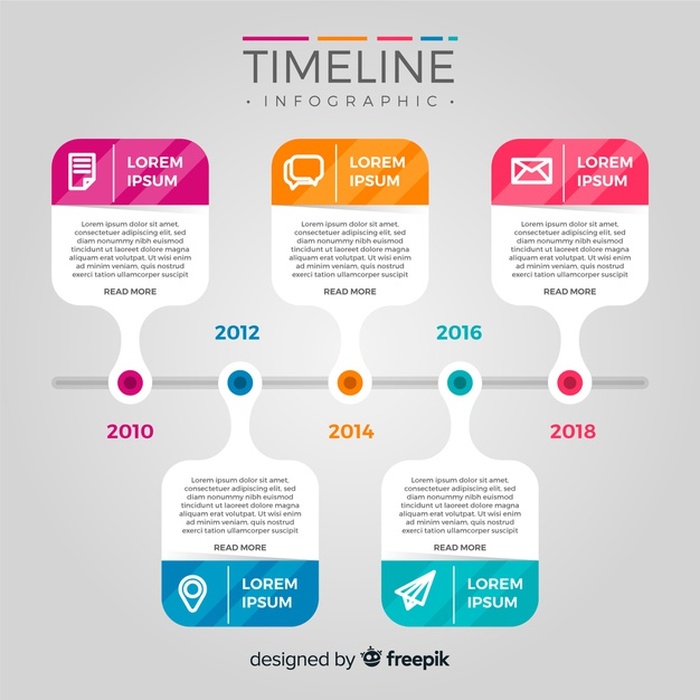 TIMELINE
• INFOGRAPHIC •
LOREM
IPSUM
Lorem ipsum dolor sit amet,
consectetuer adipiscing elit, sed
diam nonummy nibh euismod
tincidunt ut laoreet dolore magna
aliquam erat volutpat. Ut wisi enim
ad minim veniam, quis nostrud
exerci tation ullamcorper suscipit
READ MORE
LOREM
IPSUM
Lorem ipsum dolor sit amet,
consectetuer adipiscing elit, sed
diam nonummy nibh euismod
tincidunt ut laoreet dolore magna
aliquam erat volutpat. Ut wisi enim
ad minim veniam, quis nostrud
exerci tation ullamcorper suscipit
READ MORE
LOREM
IPSUM
Lorem ipsum dolor sit amet,
consectetuer adipiscing elit, sed
diam nonummy nibh euismod
tincidunt ut laoreet dolore magna
aliquam erat volutpat. Ut wisi enim
ad minim veniam, quis nostrud
exerci tation ullamcorper suscipit
READ MORE
2012
2016
2010
2014
2018
Lorem ipsum dolor sit amet,
consectetuer adipiscing elit, sed
diam nonummy nibh euismod
tincidunt ut laoreet dolore magna
aliquam erat volutpat. Ut wisi enim
ad minim veniam, quis nostrud
exerci tation ullamcorper suscipit
READ MORE
LOREM
IPSUM
Lorem ipsum dolor sit amet,
consectetuer adipiscing elit, sed
diam nonummy nibh euismod
tincidunt ut laoreet dolore magna
aliquam erat volutpat. Ut wisi enim
ad minim veniam, quis nostrud
exerci tation ullamcorper suscipit
READ MORE
LOREM
IPSUM
designed by freepik